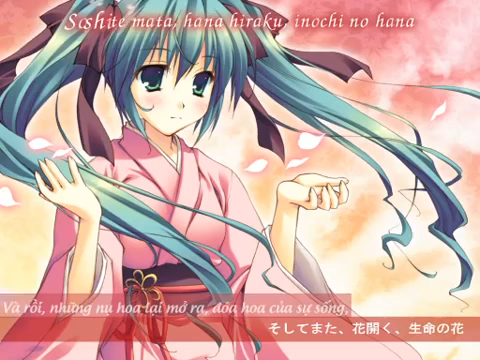 Sashite mata, hana hiraku, inochi no hana
Và rồi, những nụ hoa lại mở ra, đóa hoa của sự sống,
そしてまた、花開く、生命の花